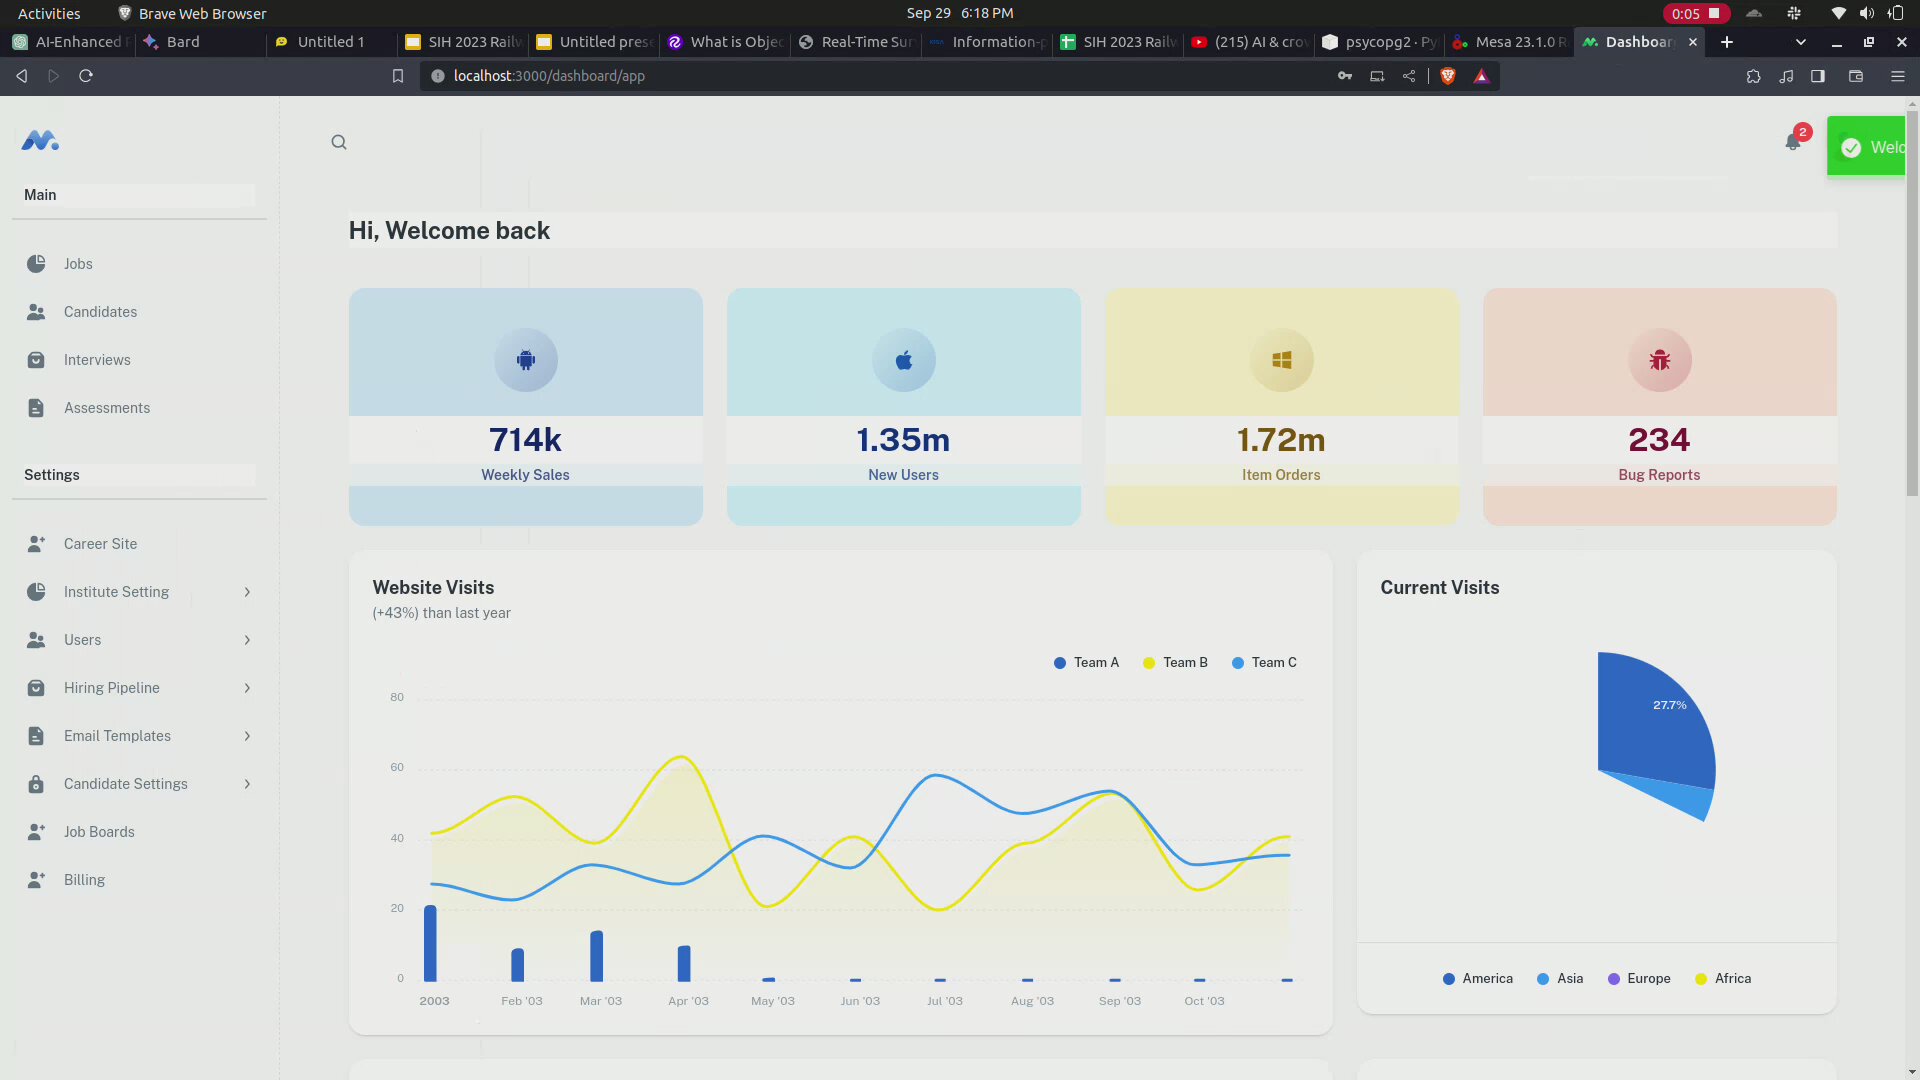 Activities
Brave Web Browser
Sep 29 6:18 PM
0:05
AI-Enhanced
Bard
Untitled 1
SIH 2023 Railw
Untitled prese
What is Objec
Real-Time Sur
Information-p
SIH 2023 Railw
(215) AI & crow
psycopg2 · Py
Mesa 23.1.0 R
Dashboar
localhost:3000/dashboard/app
Main
Jobs
Candidates
Interviews
Assessments
Settings
Career Site
Institute Setting
Users
Hiring Pipeline
Email Templates
Candidate Settings
Job Boards
Billing
2
Welc
Hi, Welcome back
714k
Weekly Sales
1.35m
New Users
1.72m
Item Orders
234
Bug Reports
Website Visits
(+43%) than last year
Team A
Team B
Team C
80
60
40
20
0
2003
Feb '03
Mar '03
Apr '03
May '03
Jun '03
Jul '03
Aug '03
Sep '03
Oct '03
Current Visits
27.7%
America
Asia
Europe
Africa